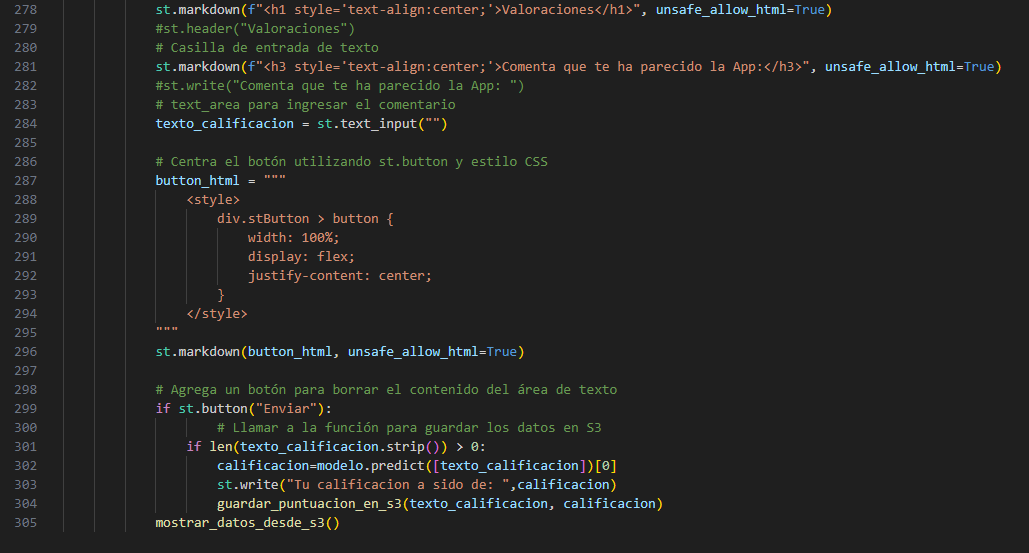 278 st.markdown(f"<h1 style='text-align:center;'>Valoraciones</h1>", unsafe_allow_html=True)
279 #st.header("Valoraciones")
280 # Casilla de entrada de texto
281 st.markdown(f"<h3 style='text-align:center;'>Comenta que te ha parecido la App:</h3>", unsafe_allow_html=True)
282 #st.write("Comenta que te ha parecido la App: ")
283 # text_area para ingresar el comentario
284 texto_calificacion = st.text_input("")
285
286 # Centra el botón utilizando st.button y estilo CSS
287 button_html = """
288 <style>
289 div.stButton > button {
290 width: 100%;
291 display: flex;
292 justify-content: center;
293 }
294 </style>
295 """
296 st.markdown(button_html, unsafe_allow_html=True)
297
298 # Agrega un botón para borrar el contenido del área de texto
299 if st.button("Enviar"):
300 # Llamar a la función para guardar los datos en S3
301 if len(texto_calificacion.strip()) > 0:
302 calificacion=modelo.predict([texto_calificacion])[0]
303 st.write("Tu calificacion a sido de: ",calificacion)
304 guardar_puntuacion_en_s3(texto_calificacion, calificacion)
305 mostrar_datos_desde_s3()